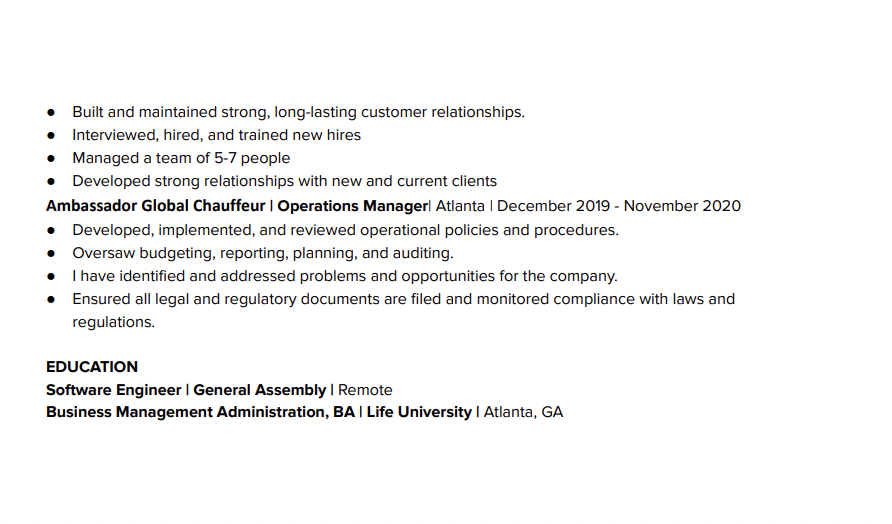 ● Built and maintained strong, long-lasting customer relationships.
● Interviewed, hired, and trained new hires
● Managed a team of 5-7 people
● Developed strong relationships with new and current clients
Ambassador Global Chauffeur | Operations Manager| Atlanta | December 2019 - November 2020
● Developed, implemented, and reviewed operational policies and procedures.
● Oversaw budgeting, reporting, planning, and auditing.
● I have identified and addressed problems and opportunities for the company.
● Ensured all legal and regulatory documents are filed and monitored compliance with laws and
regulations.
EDUCATION
Software Engineer | General Assembly | Remote
Business Management Administration, BA | Life University | Atlanta, GA